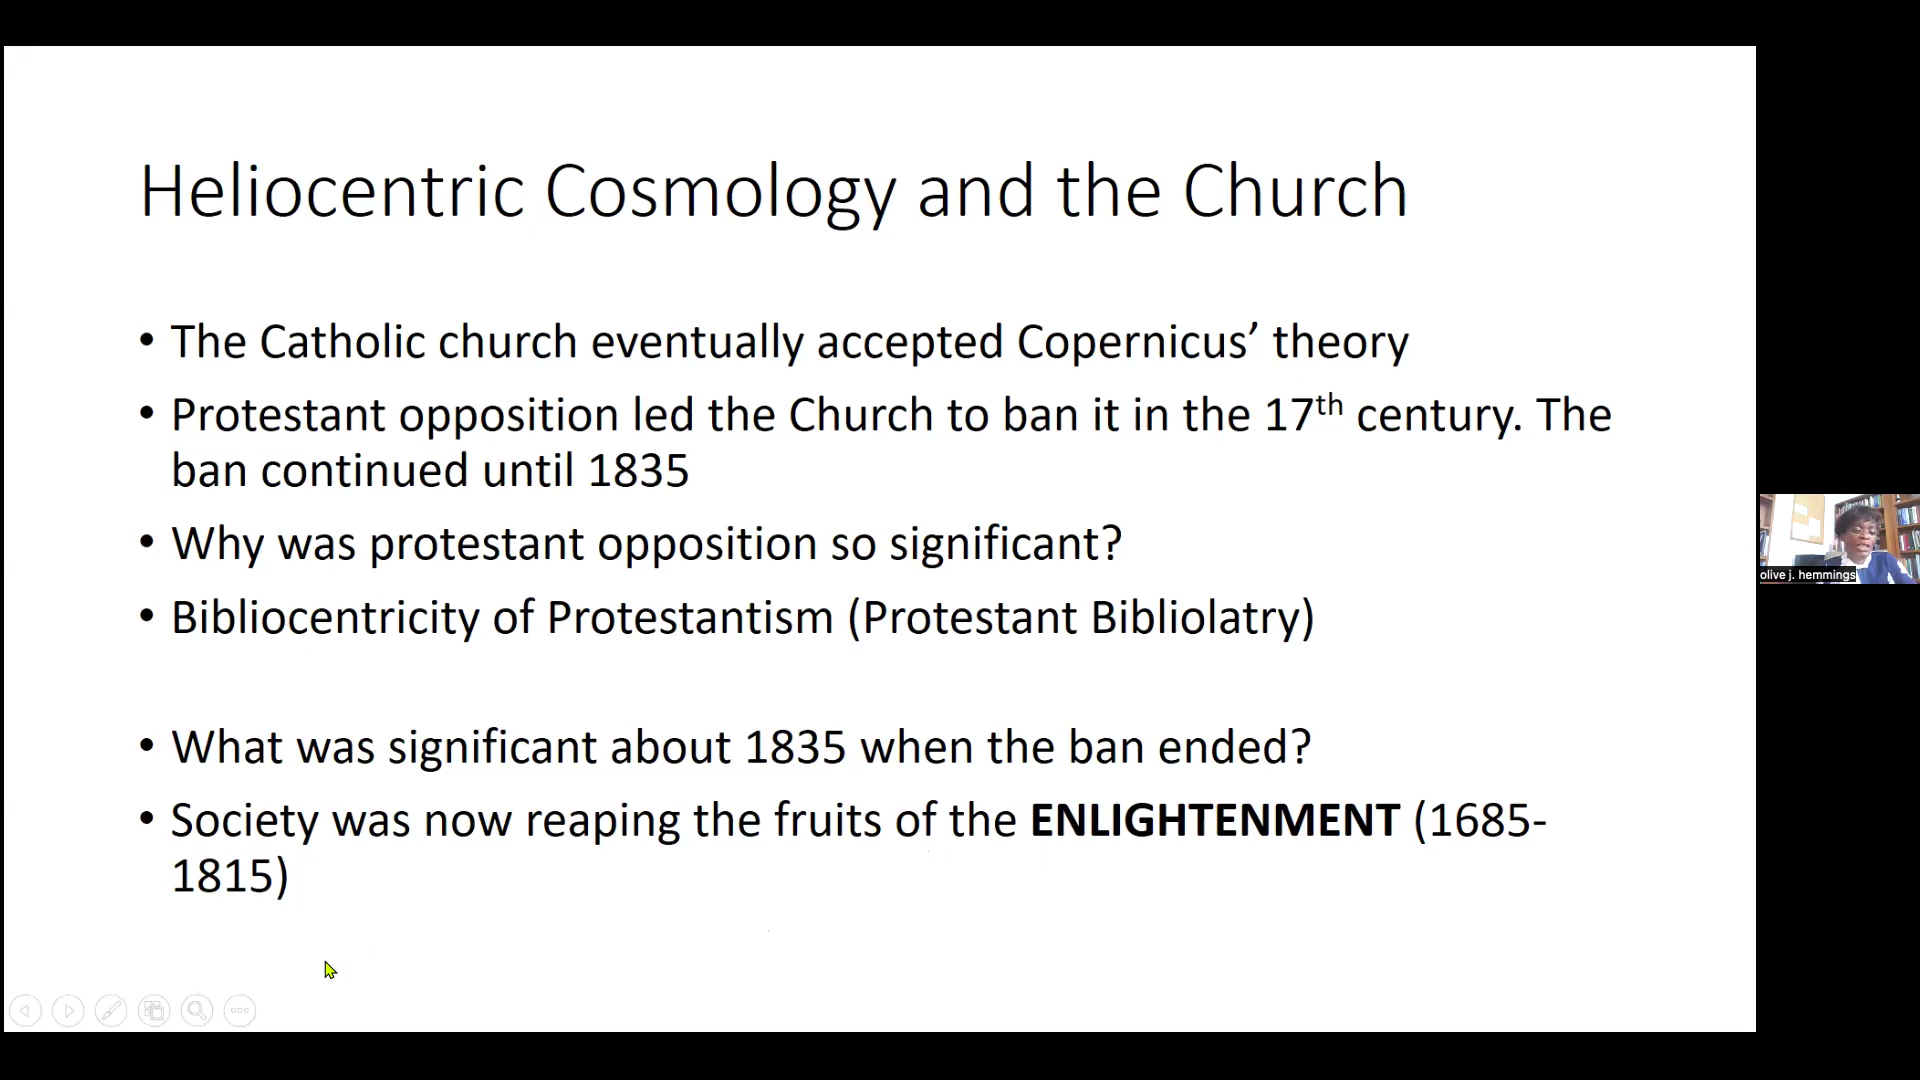 Heliocentric Cosmology and the Church
• The Catholic church eventually accepted Copernicus’ theory
• Protestant opposition led the Church to ban it in the 17th century. The
ban continued until 1835
• Why was protestant opposition so significant?
• Bibliocentricity of Protestantism (Protestant Bibliolatry)
• What was significant about 1835 when the ban ended?
• Society was now reaping the fruits of the ENLIGHTENMENT (1685-
1815)
olive j. hemmings